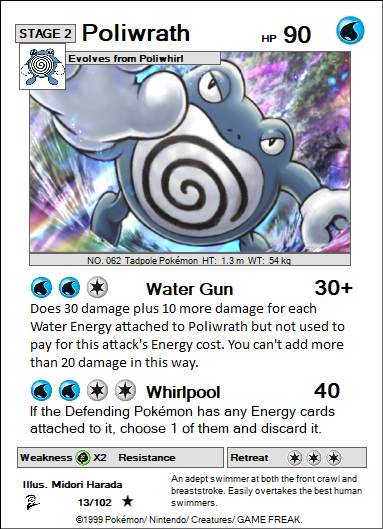 STAGE 2 Poliwrath HP 90
Evolves from Poliwhirl
NO. 062 Tadpole Pokémon HT: 1.3 m WT: 54 kg
Water Gun 30+
Does 30 damage plus 10 more damage for each
Water Energy attached to Poliwrath but not used to
pay for this attack's Energy cost. You can't add more
than 20 damage in this way.
Whirlpool 40
If the Defending Pokémon has any Energy cards
attached to it, choose 1 of them and discard it.
Weakness X2 Resistance Retreat
Illus. Midori Harada
13/102 ★
An adept swimmer at both the front crawl and
breaststroke. Easily overtakes the best human
swimmers.
©1999 Pokémon/ Nintendo/ Creatures/ GAME FREAK.